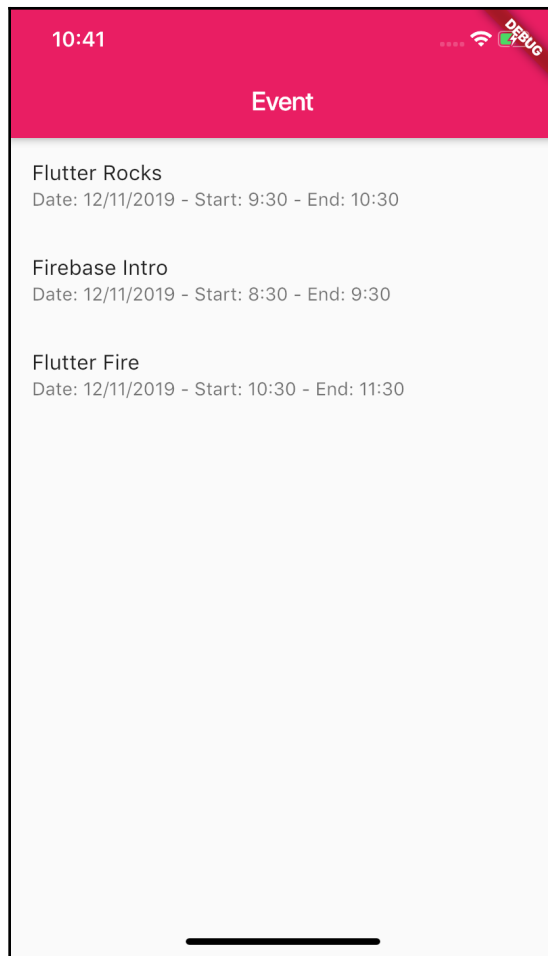 10:41
DEBUG
Event
Flutter Rocks
Date: 12/11/2019 - Start: 9:30 - End: 10:30
Firebase Intro
Date: 12/11/2019 - Start: 8:30 - End: 9:30
Flutter Fire
Date: 12/11/2019 - Start: 10:30 - End: 11:30